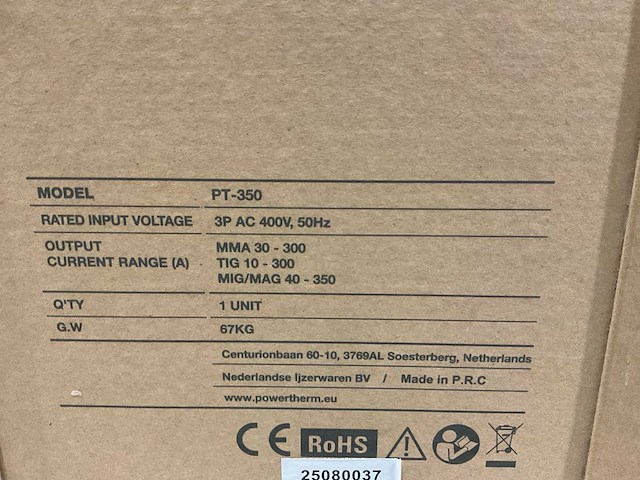 MODEL PT-350
RATED INPUT VOLTAGE 3P AC 400V, 50Hz
OUTPUT MMA 30 - 300
CURRENT RANGE (A) TIG 10 - 300
MIG/MAG 40 - 350
Q'TY 1 UNIT
G.W 67KG
Centurionbaan 60-10, 3769AL Soesterberg, Netherlands
Nederlandse Ijzerwaren BV / Made in P.R.C
www.powertherm.eu
CE RoHS
25080037